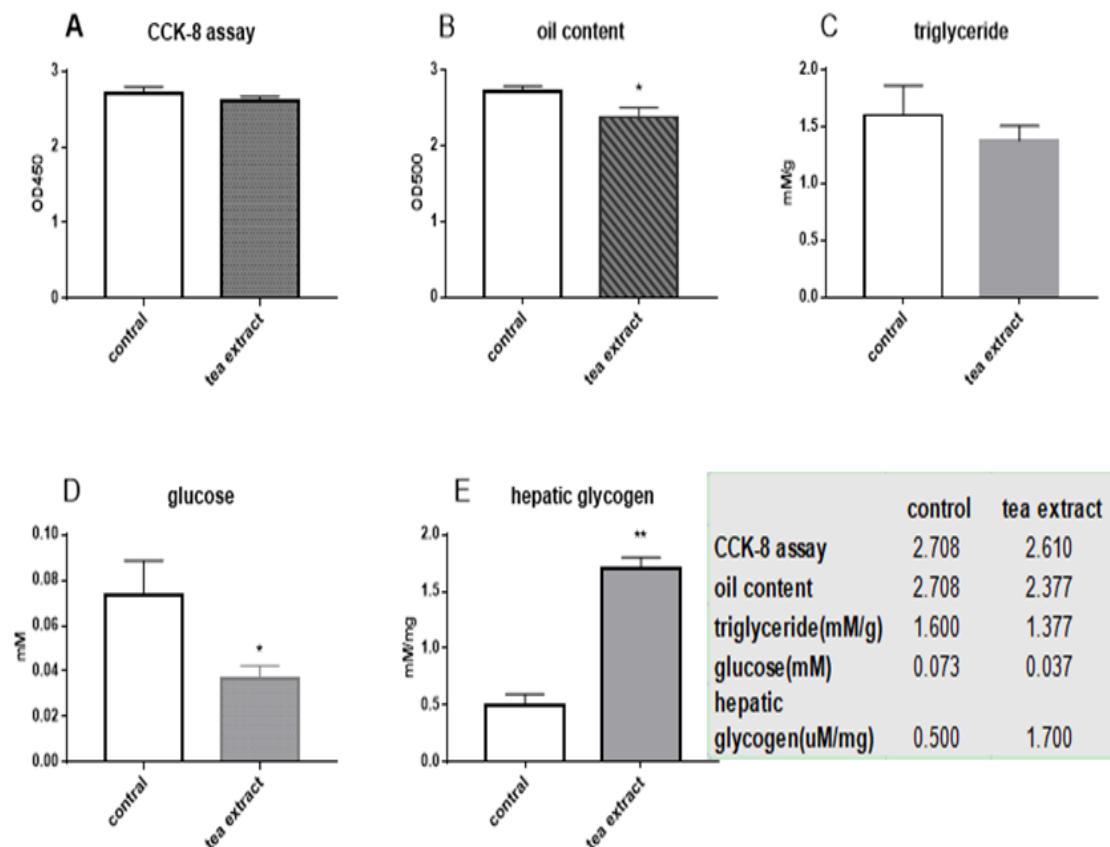 A
CCK-8 assay
3
2
1
0
OD450
contral
tea extract
B
oil content
3
2
1
0
OD500
*
contral
tea extract
C
triglyceride
2.0
1.5
1.0
0.5
0.0
mM/g
contral
tea extract
D
glucose
0.10
0.08
0.06
0.04
0.02
0.00
mM
*
contral
tea extract
E
hepatic glycogen
2.0
1.5
1.0
0.5
0.0
mM/mg
**
contral
tea extract
control tea extract
CCK-8 assay 2.708 2.610
oil content 2.708 2.377
triglyceride(mM/g) 1.600 1.377
glucose(mM) 0.073 0.037
hepatic
glycogen(uM/mg) 0.500 1.700